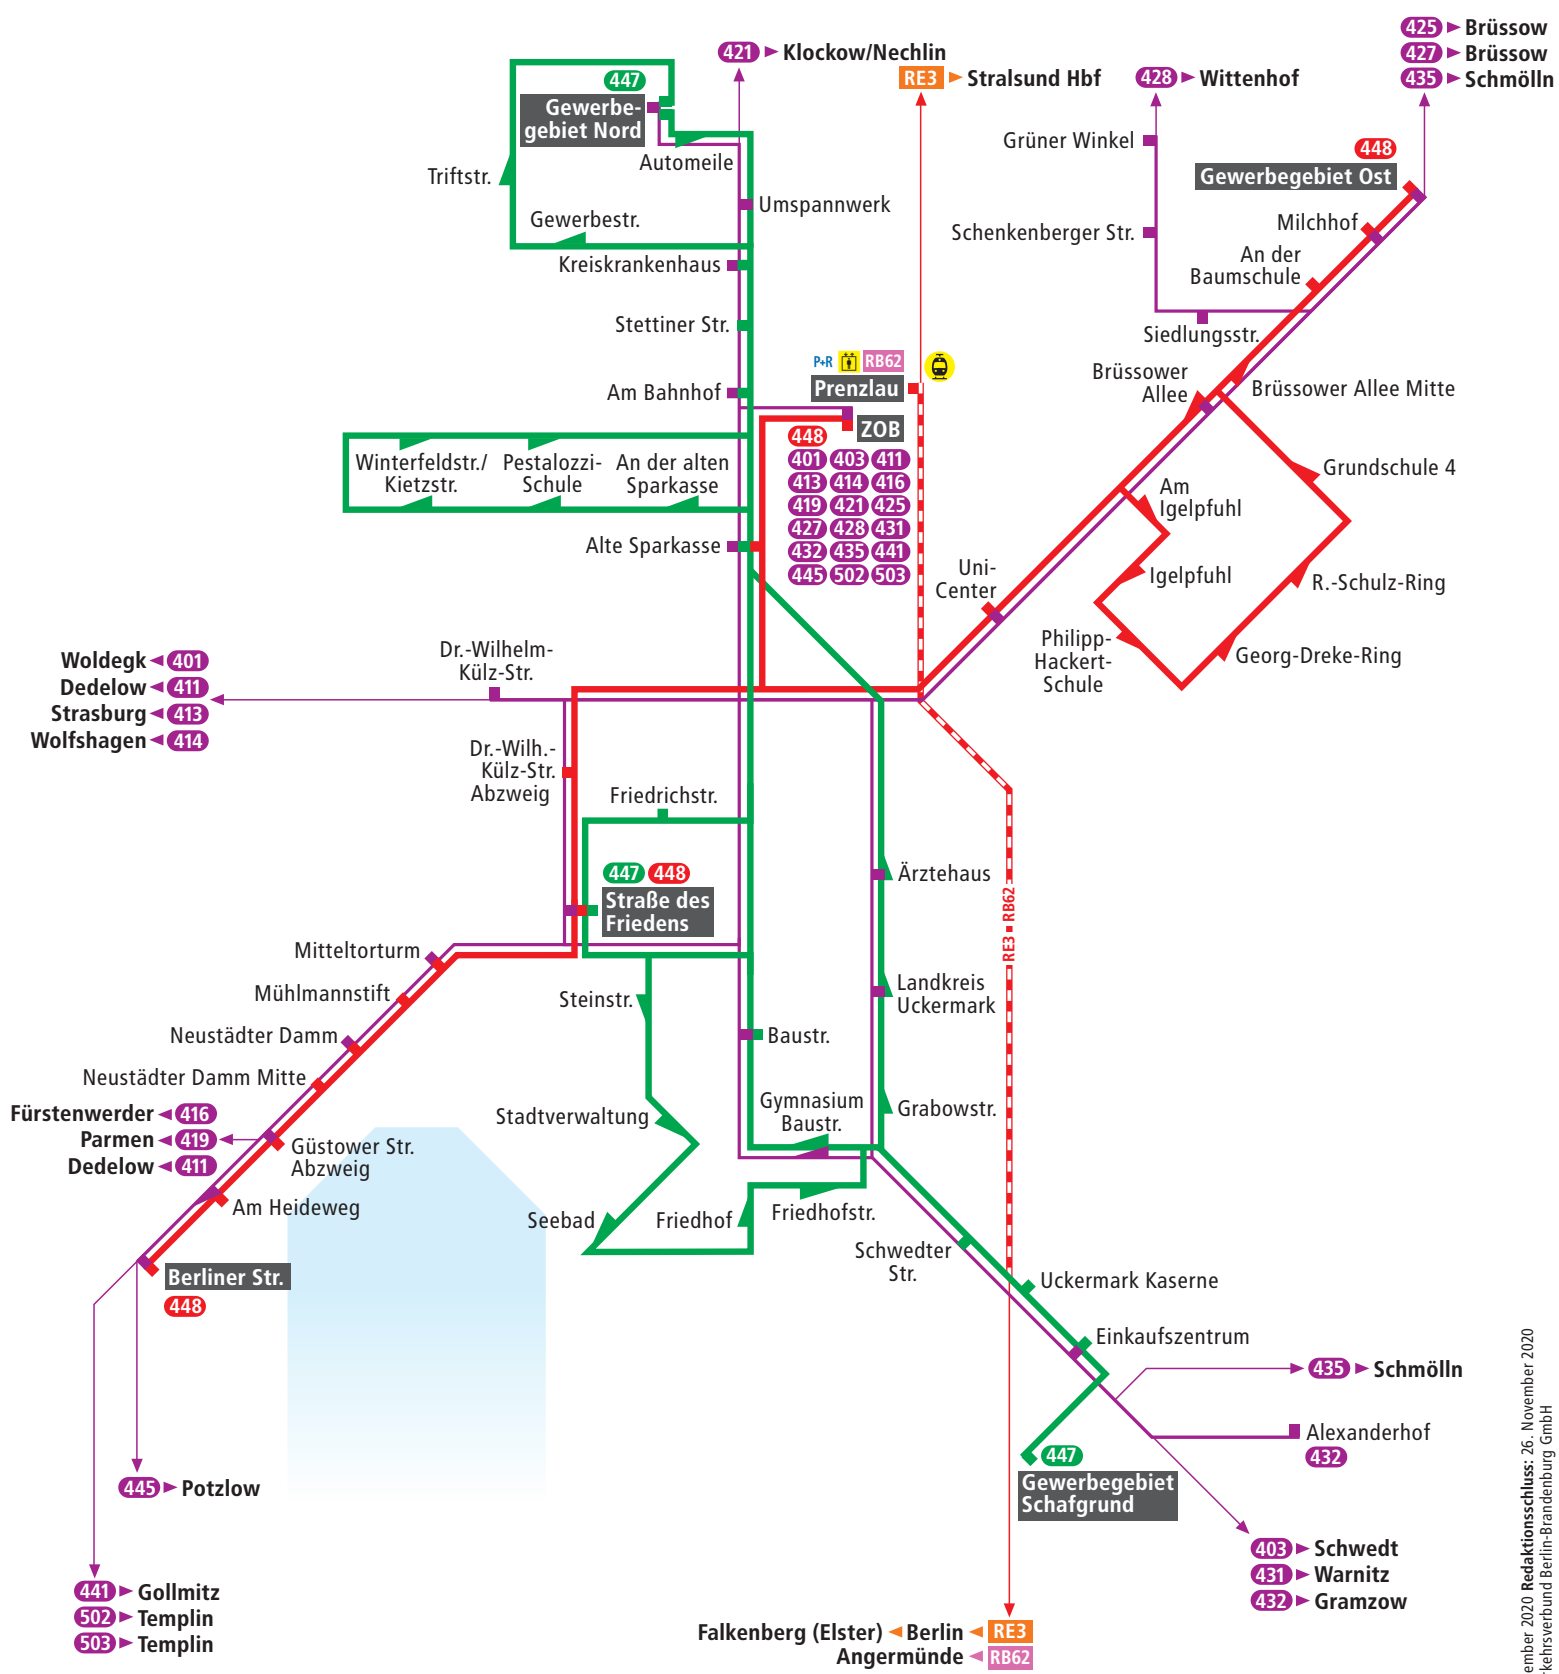 421 Klockow/Nechlin
RE3 Stralsund Hbf
428 Wittenhof
425 Brüssow
427 Brüssow
435 Schmölln
447
Gewerbe-
gebiet Nord
Automeile
Triftstr.
Gewerbestr.
Umspannwerk
Kreiskrankenhaus
Stettiner Str.
Am Bahnhof
Grüner Winkel
Schenkenberger Str.
Siedlungsstr.
448
Gewerbegebiet Ost
Milchhof
An der
Baumschule
Brüssower
Allee
Brüssower Allee Mitte
Grundschule 4
Am
Igelpfuhl
Igelpfuhl
R.-Schulz-Ring
Georg-Dreke-Ring
Philipp-
Hackert-
Schule
Uni-
Center
P+R RB62
Prenzlau
ZOB
448
401 403 411
413 414 416
419 421 425
427 428 431
432 435 441
445 502 503
Winterfeldstr./
Kietzstr.
Pestalozzi-
Schule
An der alten
Sparkasse
Alte Sparkasse
Woldegk 401
Dedelow 411
Strasburg 413
Wolfshagen 414
Dr.-Wilhelm-
Külz-Str.
Dr.-Wilh.-
Külz-Str.
Abzweig
Friedrichstr.
447 448
Straße des
Friedens
Ärztehaus
RE3 RB62
Landkreis
Uckermark
Mitteltorturm
Mühlmannstift
Neustädter Damm
Neustädter Damm Mitte
Fürstenwerder 416
Parmen 419
Dedelow 411
Güstower Str.
Abzweig
Am Heideweg
Berliner Str.
448
Steinstr.
Baustr.
Stadtverwaltung
Gymnasium
Baustr.
Grabowstr.
Seebad
Friedhof
Friedhofstr.
Schwedter
Str.
Uckermark Kaserne
Einkaufszentrum
435 Schmölln
Alexanderhof
432
447
Gewerbegebiet
Schafgrund
445 Potzlow
441 Gollmitz
502 Templin
503 Templin
403 Schwedt
431 Warnitz
432 Gramzow
Falkenberg (Elster) Berlin RE3
Angermünde RB62
ember 2020 Redaktionsschluss: 26. November 2020
kehrsverbund Berlin-Brandenburg GmbH